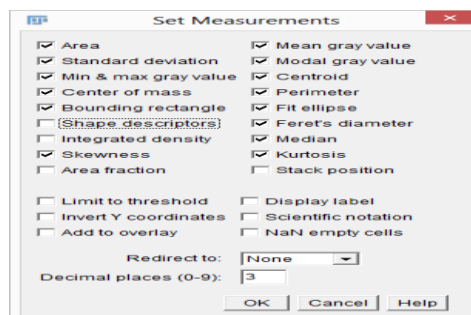 Set Measurements
Area Mean gray value
Standard deviation Modal gray value
Min & max gray value Centroid
Center of mass Perimeter
Bounding rectangle Fit ellipse
Shape descriptors Feret's diameter
Integrated density Median
Skewness Kurtosis
Area fraction Stack position
Limit to threshold Display label
Invert Y coordinates Scientific notation
Add to overlay NaN empty cells
Redirect to: None
Decimal places (0-9): 3
OK Cancel Help